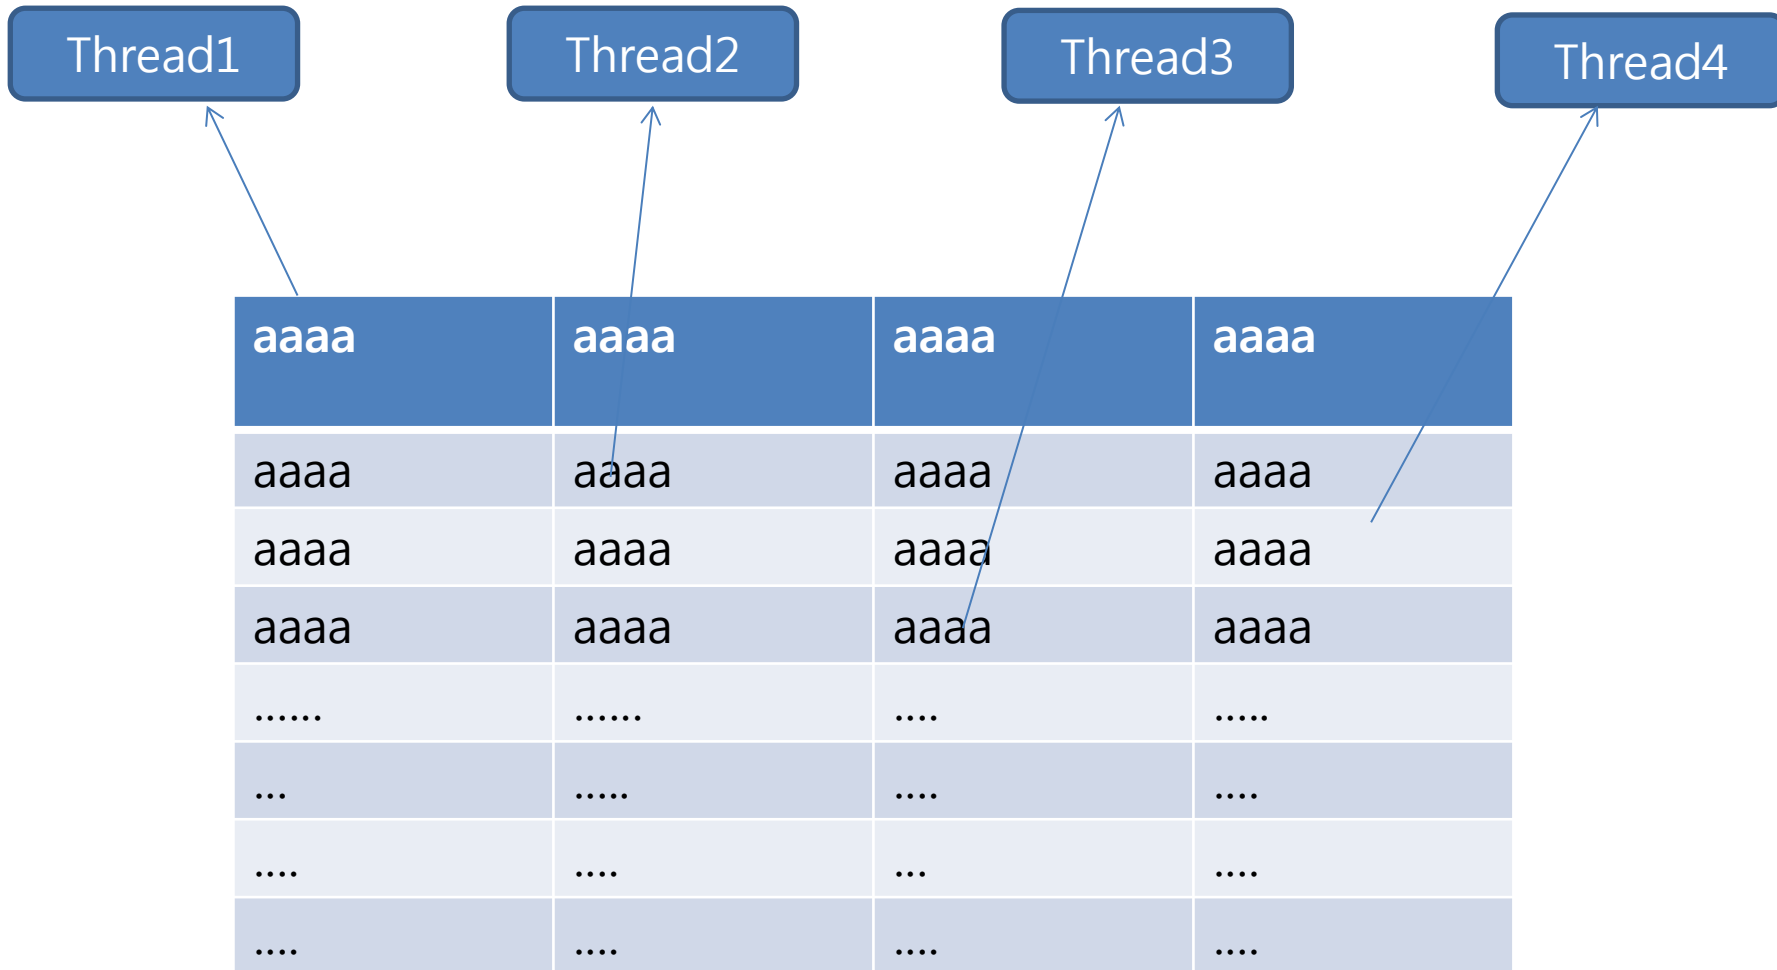 Thread1 Thread2 Thread3 Thread4
aaaa aaaa aaaa aaaa
aaaa aaaa aaaa aaaa
aaaa aaaa aaaa aaaa
aaaa aaaa aaaa aaaa
...... ...... .... .....
... ..... .... ....
.... .... ... ....
.... .... .... ....